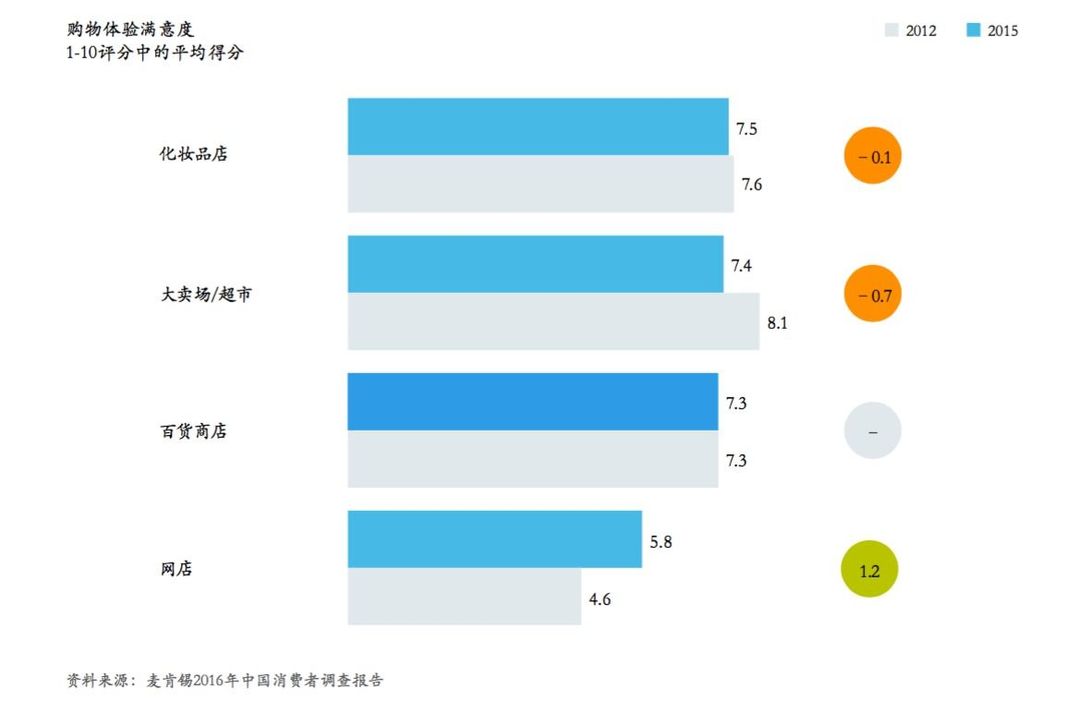 购物体验满意度
1-10评分中的平均得分
2012
2015
化妆品店
7.5
7.6
– 0.1
大卖场/超市
7.4
8.1
– 0.7
百货商店
7.3
7.3
–
网店
5.8
4.6
1.2
资料来源：麦肯锡2016年中国消费者调查报告